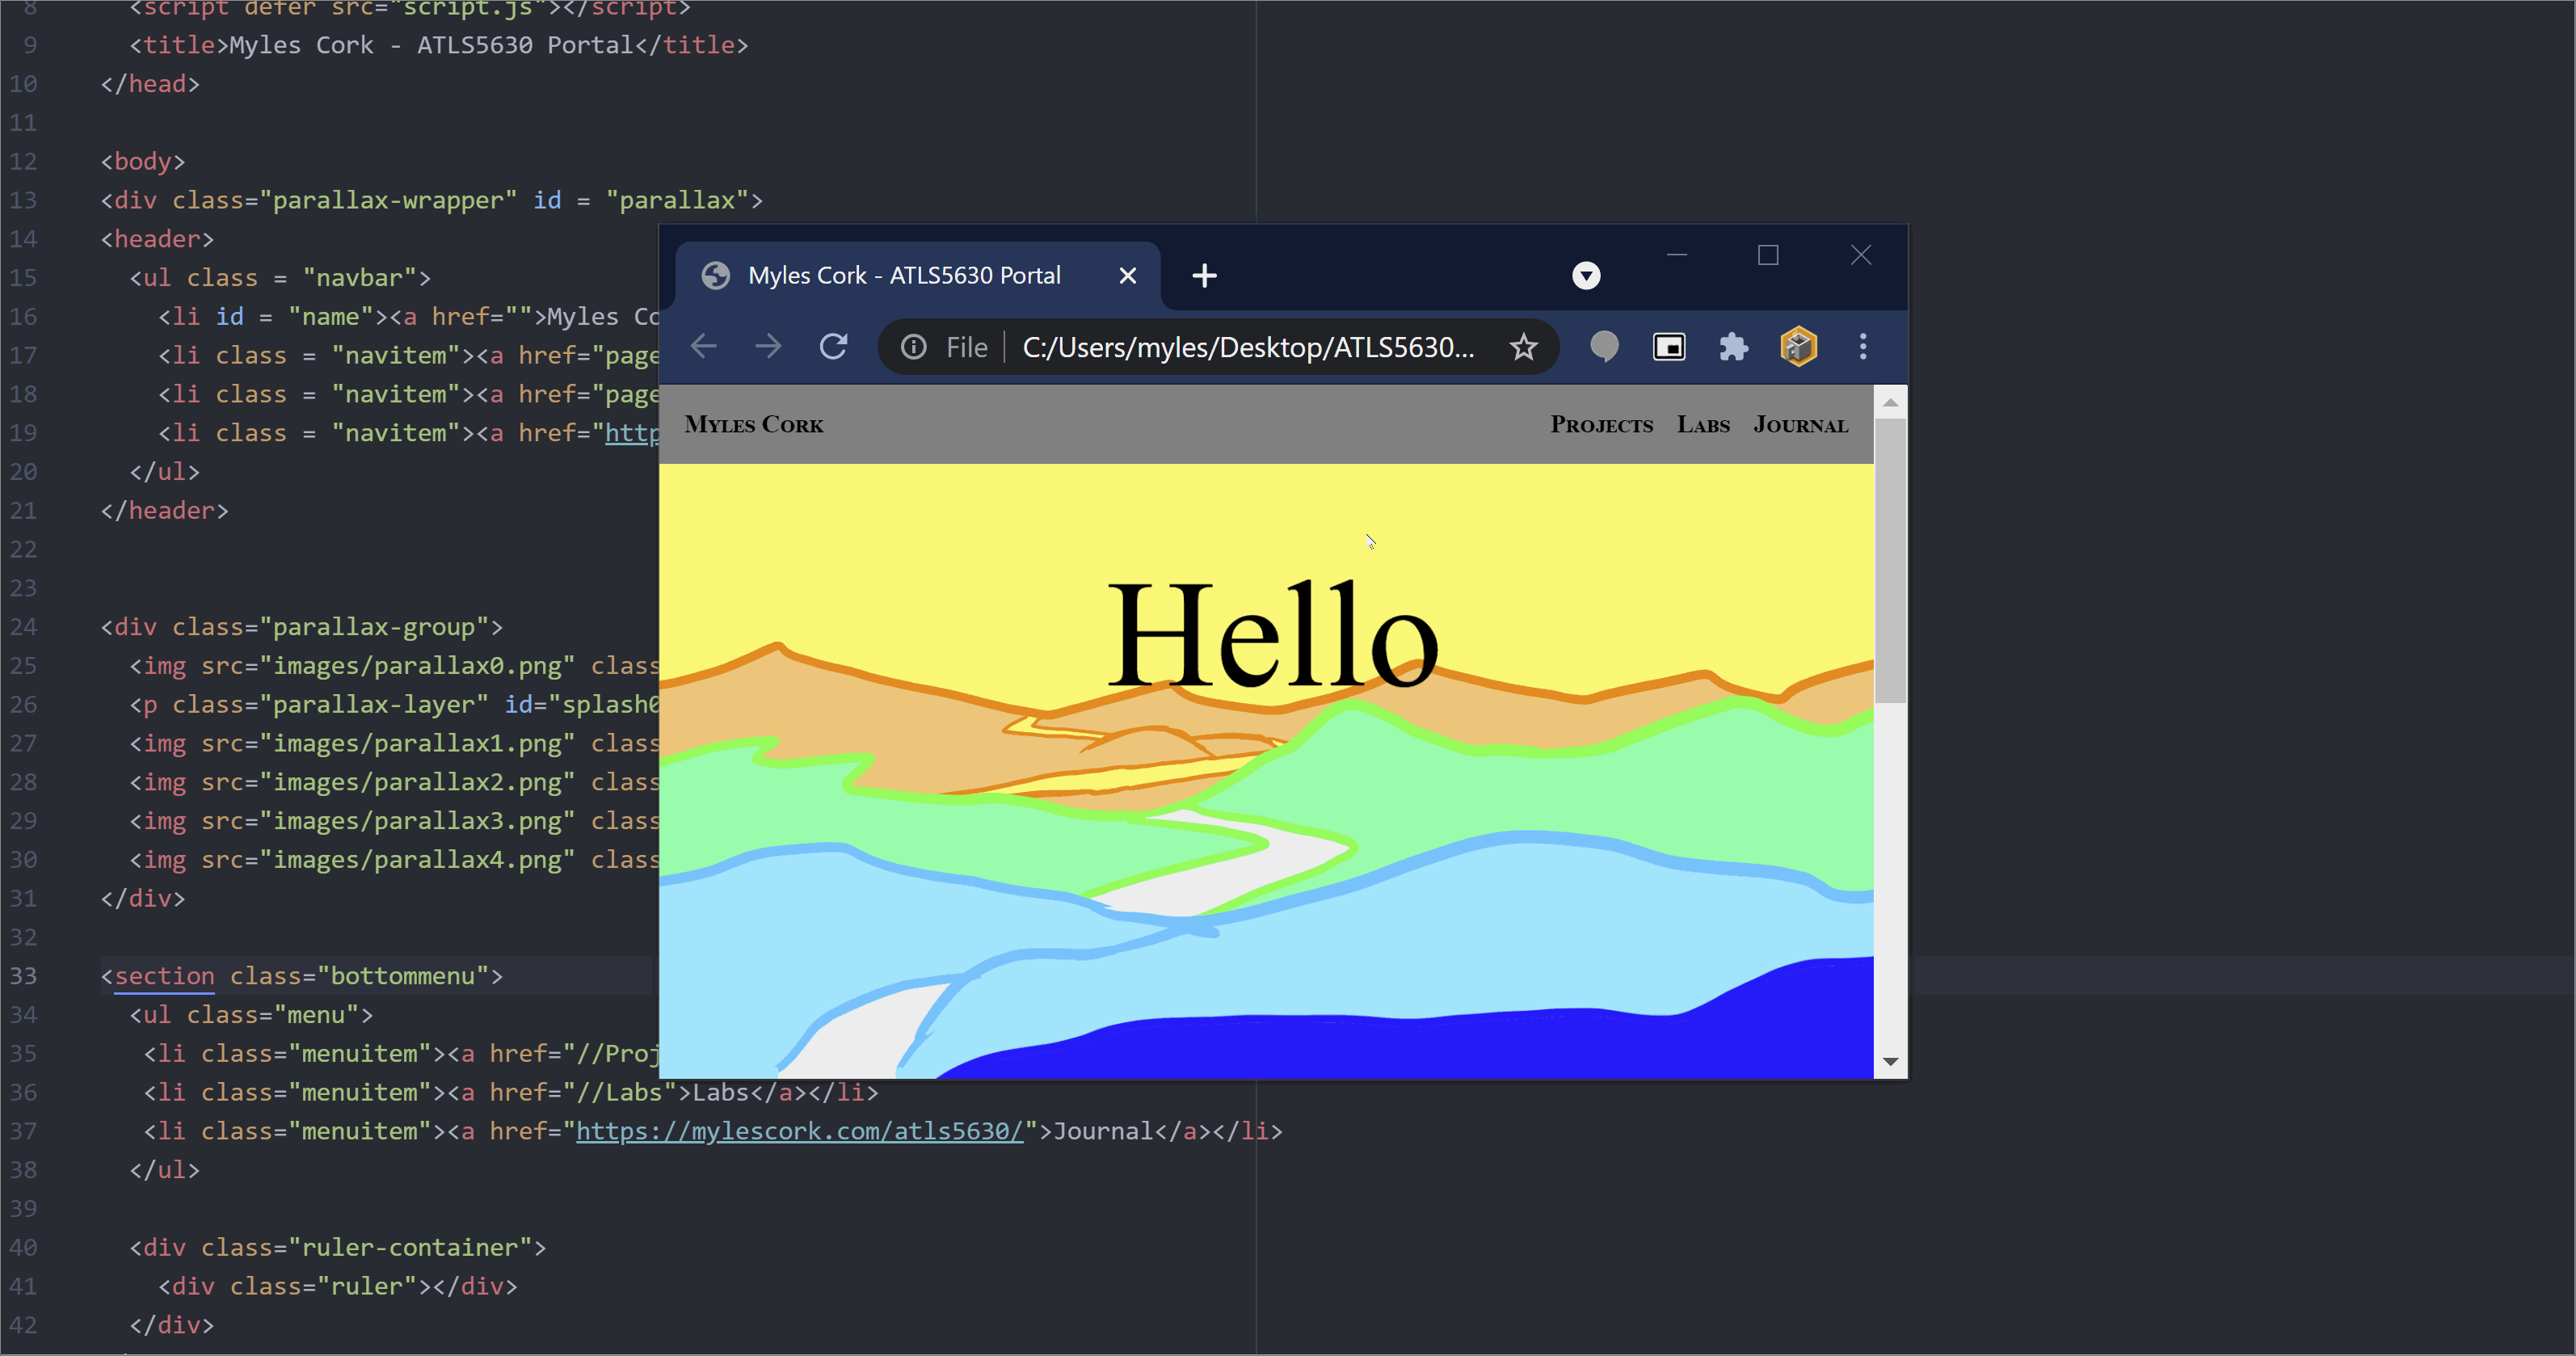 8 <script defer src="script.js"></script>
9 <title>Myles Cork - ATLS5630 Portal</title>
10 </head>
11
12 <body>
13 <div class="parallax-wrapper" id = "parallax">
14 <header>
15 <ul class = "navbar">
16 <li id = "name"><a href="">Myles Co
17 <li class = "navitem"><a href="page
18 <li class = "navitem"><a href="page
19 <li class = "navitem"><a href="http
20 </ul>
21 </header>
22
23
24 <div class="parallax-group">
25 <img src="images/parallax0.png" class
26 <p class="parallax-layer" id="splash0
27 <img src="images/parallax1.png" class
28 <img src="images/parallax2.png" class
29 <img src="images/parallax3.png" class
30 <img src="images/parallax4.png" class
31 </div>
32
33 <section class="bottommenu">
34 <ul class="menu">
35 <li class="menuitem"><a href="//Proj
36 <li class="menuitem"><a href="//Labs">Labs</a></li>
37 <li class="menuitem"><a href="https://mylescork.com/atls5630/">Journal</a></li>
38 </ul>
39
40 <div class="ruler-container">
41 <div class="ruler"></div>
42 </div>
Myles Cork - ATLS5630 Portal
File C:/Users/myles/Desktop/ATLS5630...
Myles Cork Projects Labs Journal
Hello